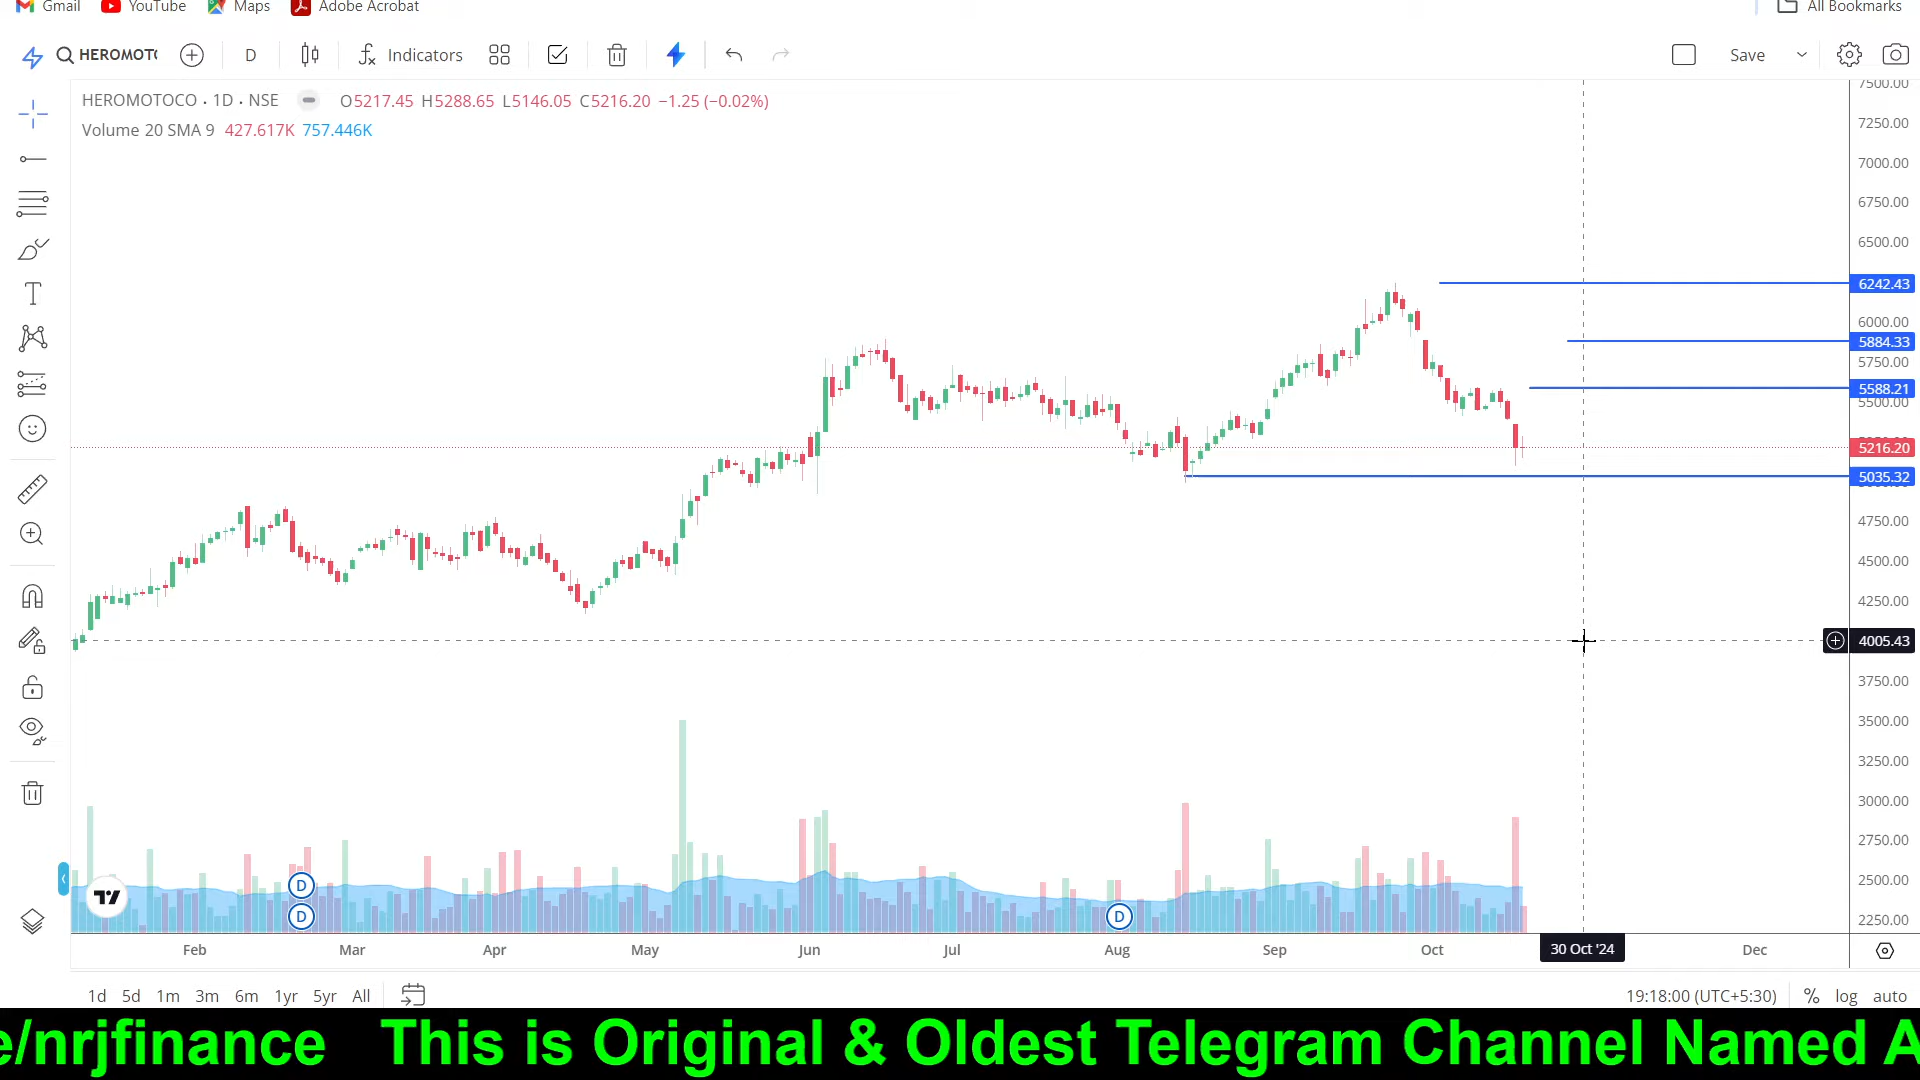 Gmail YouTube Maps Adobe Acrobat All Bookmarks
HEROMOTO D Indicators Save
HEROMOTOCO · 1D · NSE O5217.45 H5288.65 L5146.05 C5216.20 −1.25 (−0.02%)
Volume 20 SMA 9 427.617K 757.446K
7500.00
7250.00
7000.00
6750.00
6500.00
6242.43
6000.00
5884.33
5750.00
5588.21
5500.00
5216.20
5035.32
4750.00
4500.00
4250.00
4005.43
3750.00
3500.00
3250.00
3000.00
2750.00
2500.00
2250.00
D
D
D
Feb Mar Apr May Jun Jul Aug Sep Oct 30 Oct '24 Dec
1d 5d 1m 3m 6m 1yr 5yr All 19:18:00 (UTC+5:30) % log auto
e/nrjfinance This is Original & Oldest Telegram Channel Named A